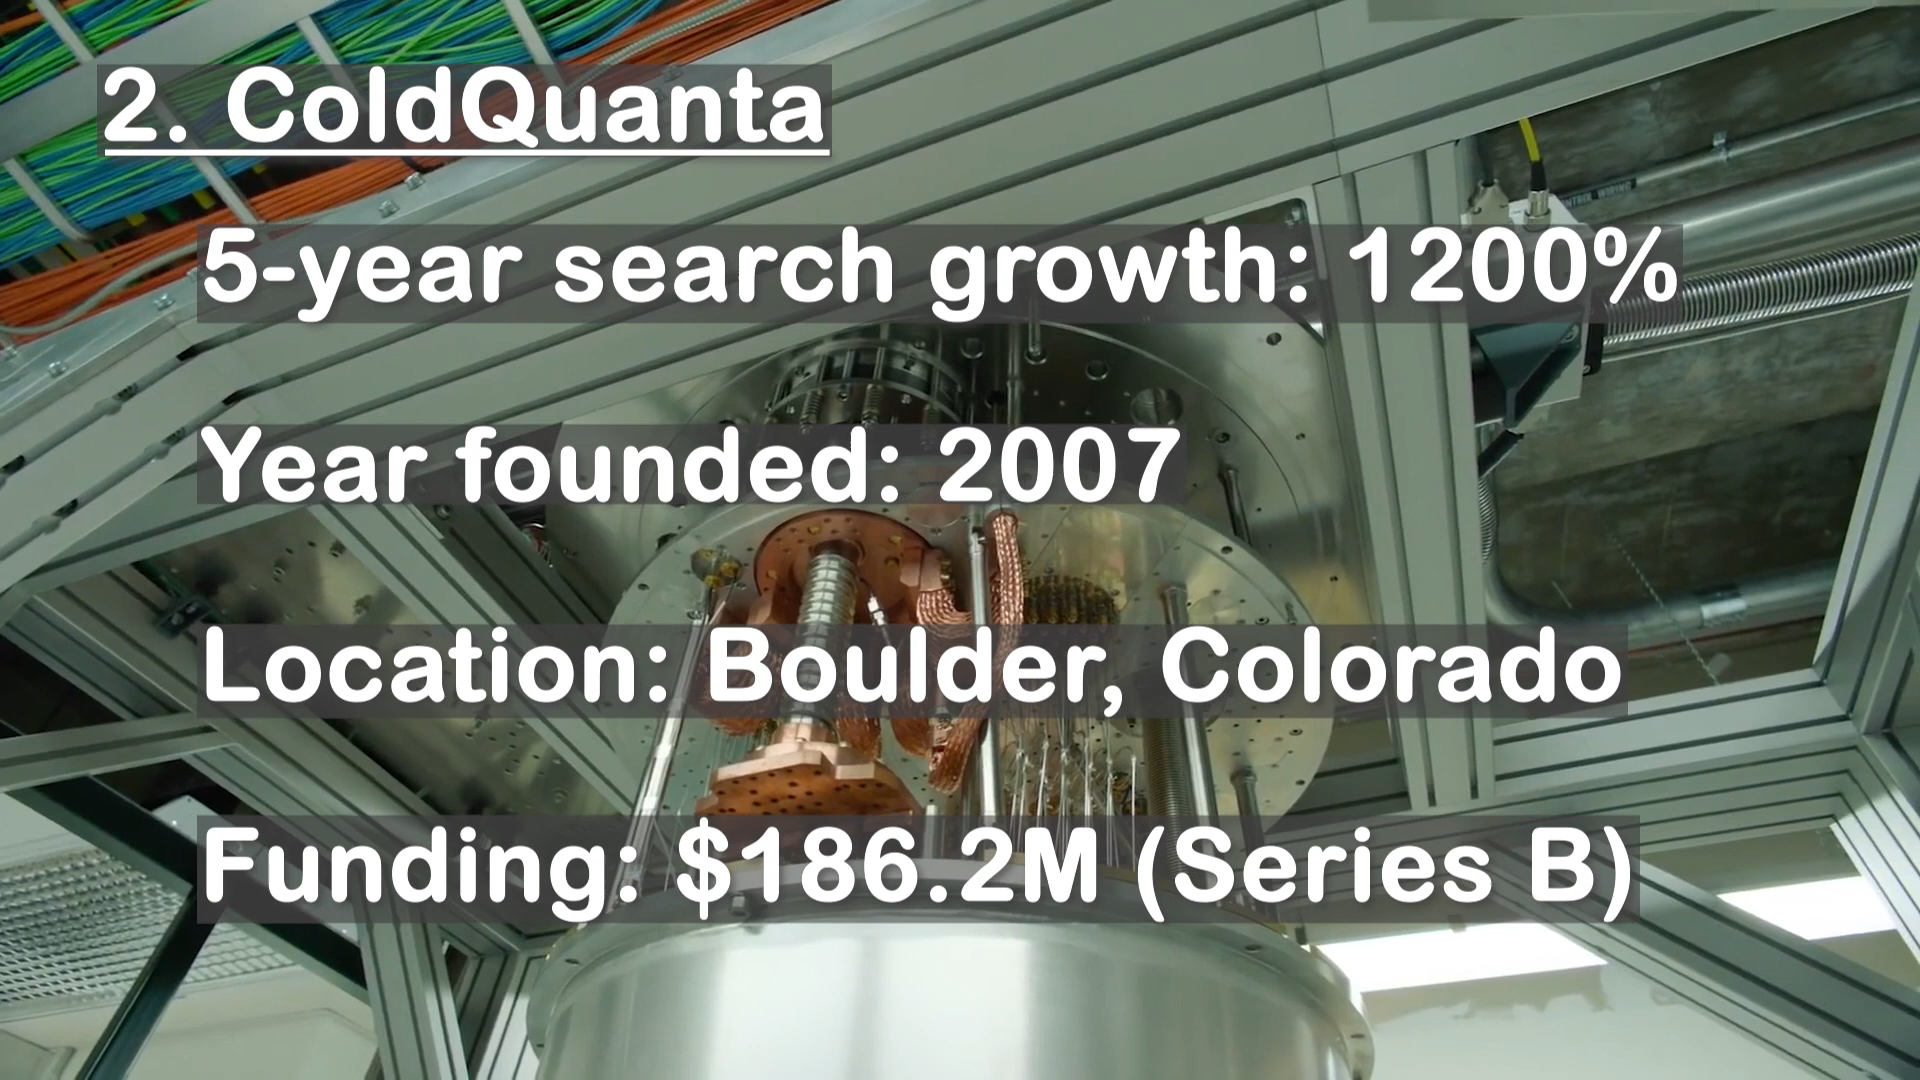 2. ColdQuanta
5-year search growth: 1200%
Year founded: 2007
Location: Boulder, Colorado
Funding: $186.2M (Series B)